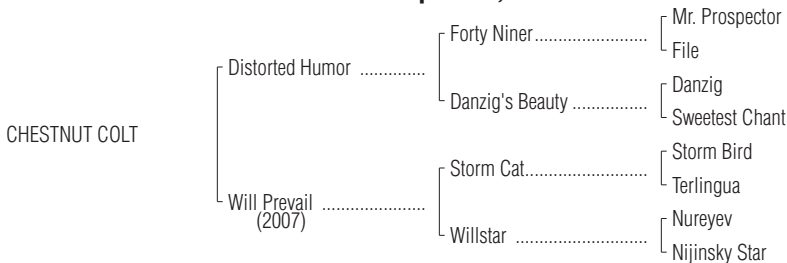 Mr. Prospector
Forty Niner........................
File
Distorted Humor ..............
Danzig
Danzig's Beauty ................
Sweetest Chant
CHESTNUT COLT
Storm Bird
Storm Cat..........................
Terlingua
Will Prevail ......................
(2007)
Nureyev
Willstar ............................
Nijinsky Star